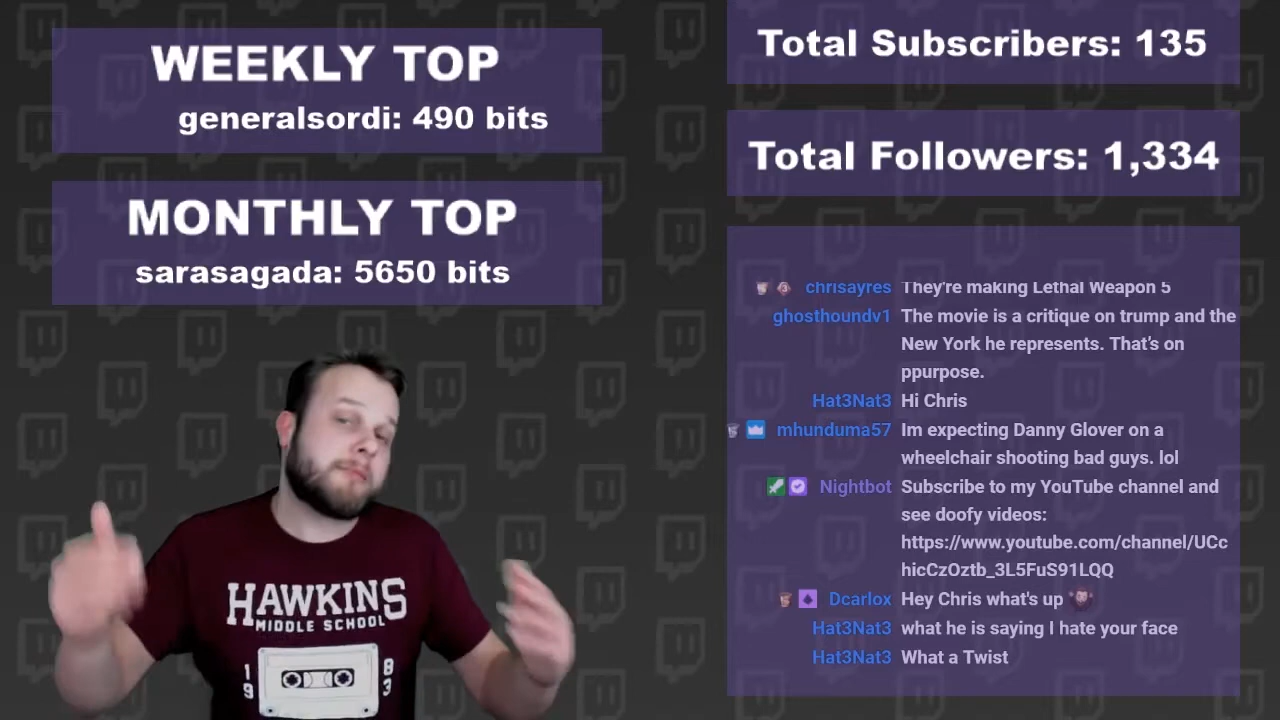 WEEKLY TOP
generalsordi: 490 bits
MONTHLY TOP
sarasagada: 5650 bits
Total Subscribers: 135
Total Followers: 1,334
chrisayres They're making Lethal Weapon 5
ghosthoundv1 The movie is a critique on trump and the
New York he represents. That's on
ppurpose.
Hat3Nat3 Hi Chris
mhunduma57 Im expecting Danny Glover on a
wheelchair shooting bad guys. lol
Nightbot Subscribe to my YouTube channel and
see doofy videos:
https://www.youtube.com/channel/UCc
hicCzOztb_3L5FuS91LQQ
Dcarlox Hey Chris what's up
Hat3Nat3 what he is saying I hate your face
Hat3Nat3 What a Twist
HAWKINS
MIDDLE SCHOOL
19 83